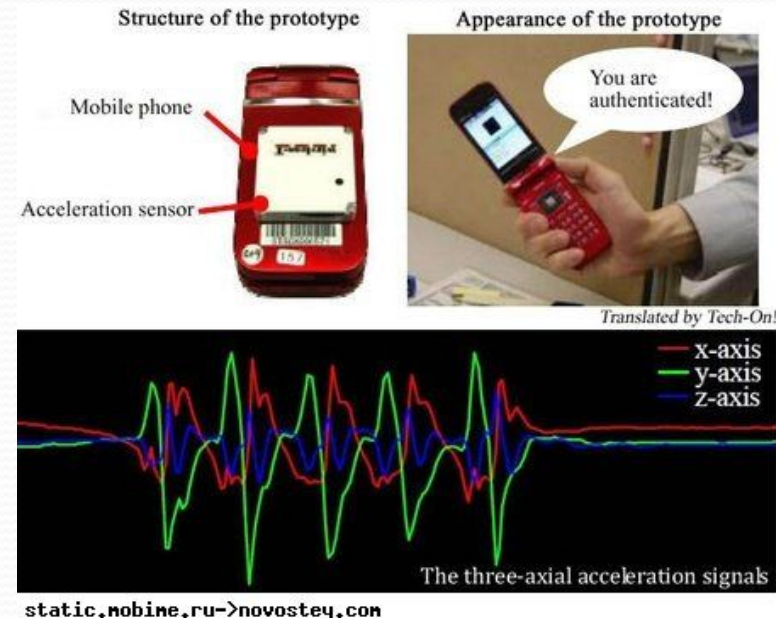 Structure of the prototype
Appearance of the prototype
Mobile phone
Acceleration sensor
You are
authenticated!
157
Translated by Tech-On!
x-axis
y-axis
z-axis
The three-axial acceleration signals
static.mobime.ru->novostey.com